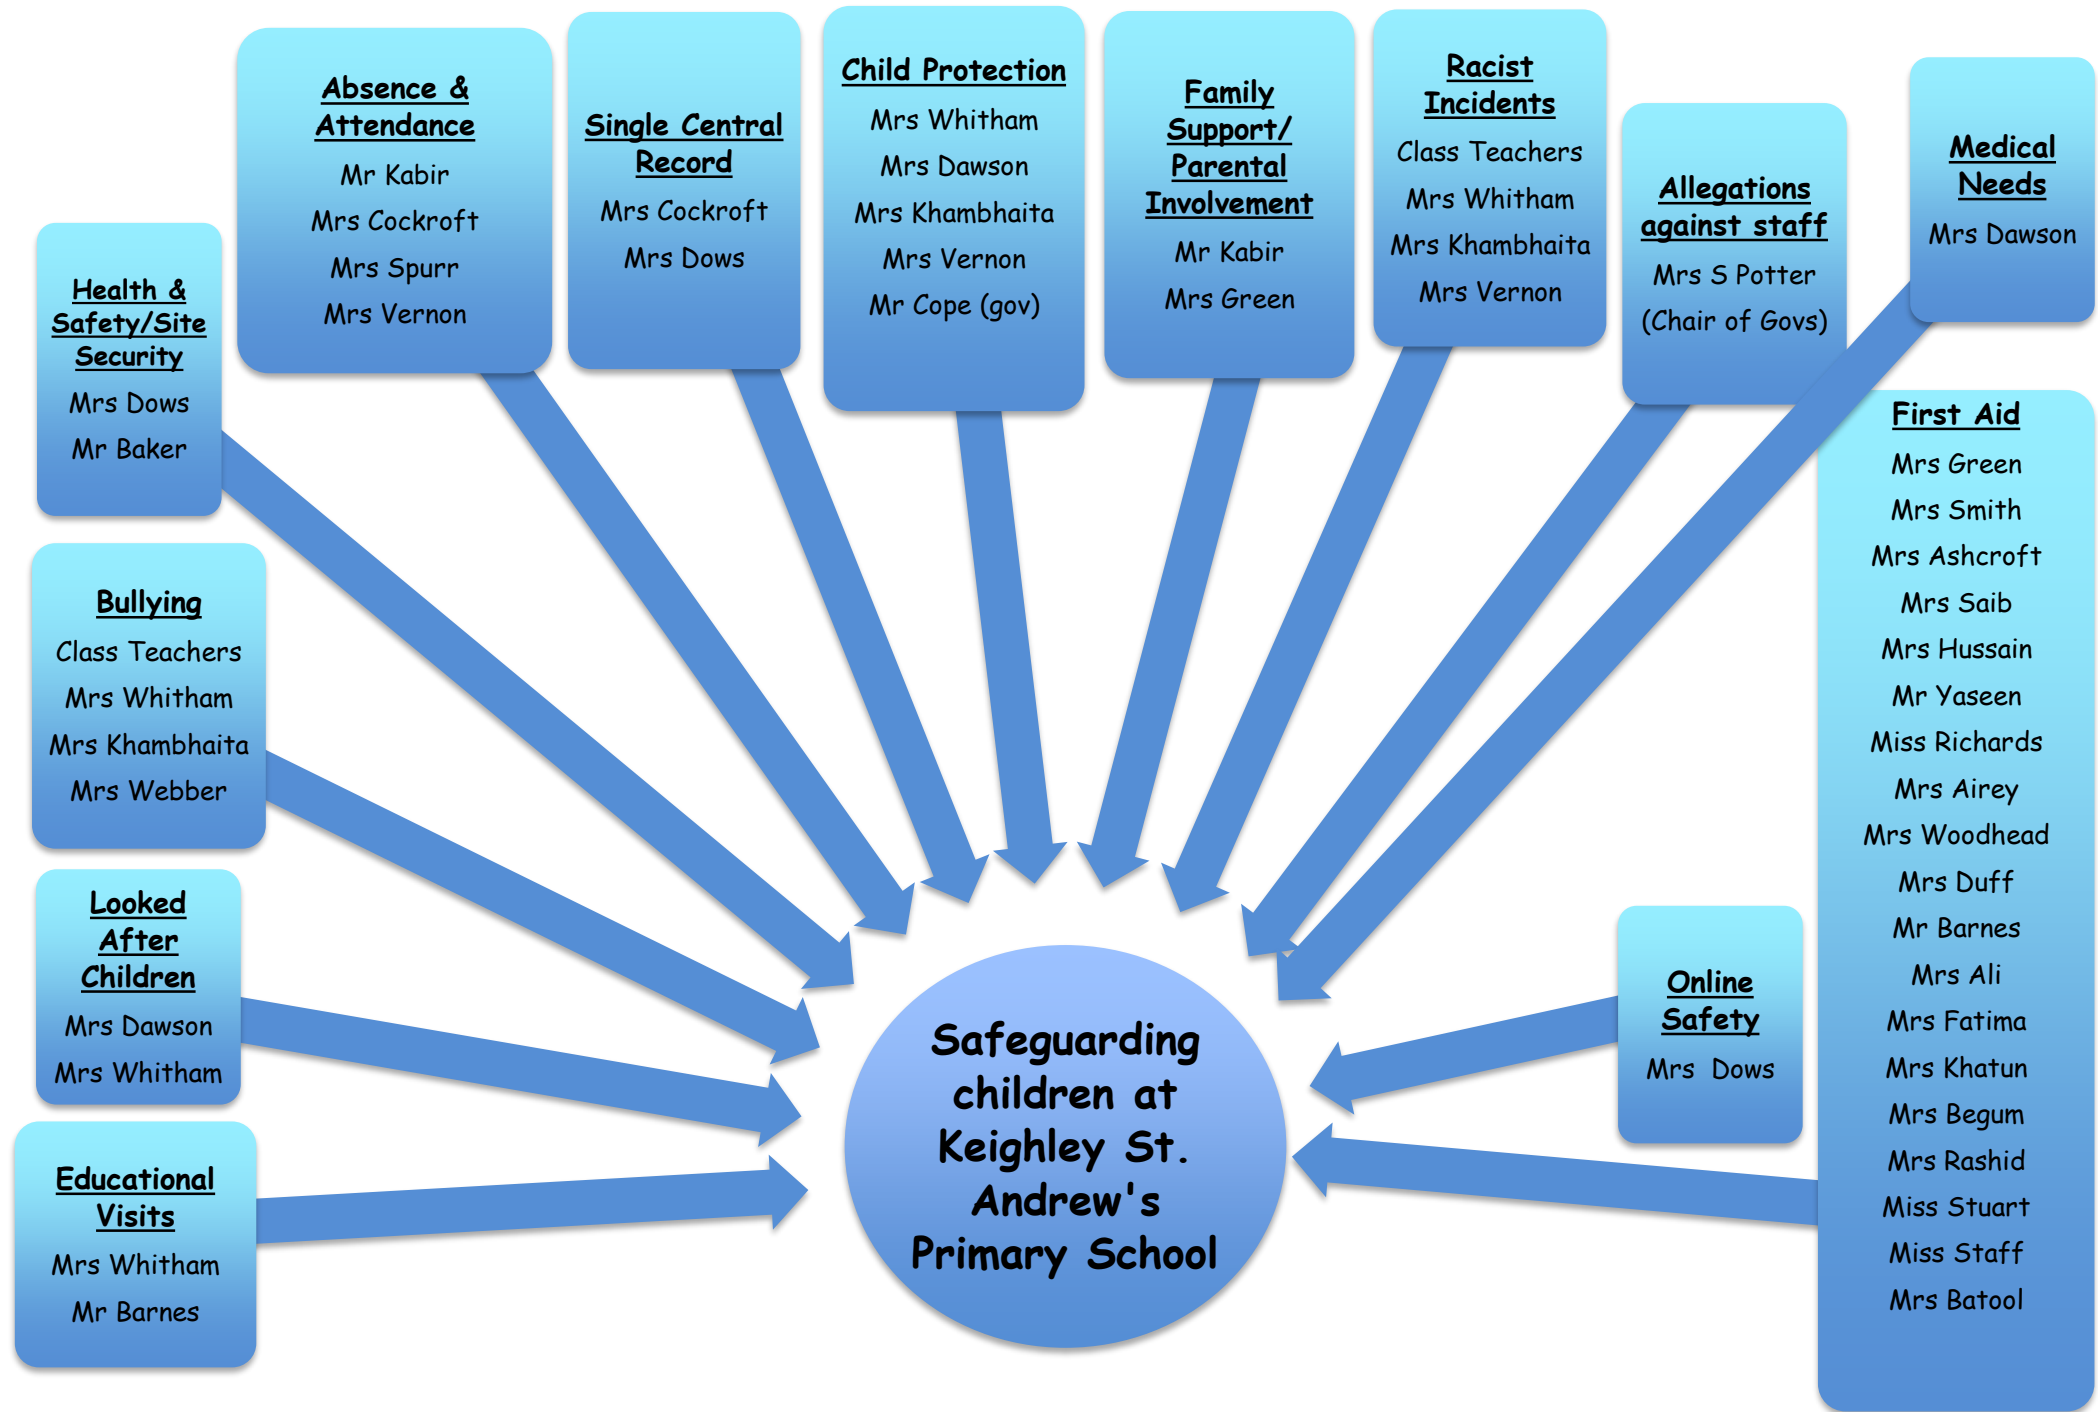 Health &
Safety/Site
Security
Mrs Dows
Mr Baker
Absence &
Attendance
Mr Kabir
Mrs Cockroft
Mrs Spurr
Mrs Vernon
Single Central
Record
Mrs Cockroft
Mrs Dows
Child Protection
Mrs Whitham
Mrs Dawson
Mrs Khambhaita
Mrs Vernon
Mr Cope (gov)
Family
Support/
Parental
Involvement
Mr Kabir
Mrs Green
Racist
Incidents
Class Teachers
Mrs Whitham
Mrs Khambhaita
Mrs Vernon
Allegations
against staff
Mrs S Potter
(Chair of Govs)
Medical
Needs
Mrs Dawson
First Aid
Mrs Green
Mrs Smith
Mrs Ashcroft
Mrs Saib
Mrs Hussain
Mr Yaseen
Miss Richards
Mrs Airey
Mrs Woodhead
Mrs Duff
Mr Barnes
Mrs Ali
Mrs Fatima
Mrs Khatun
Mrs Begum
Mrs Rashid
Miss Stuart
Miss Staff
Mrs Batool
Bullying
Class Teachers
Mrs Whitham
Mrs Khambhaita
Mrs Webber
Looked
After
Children
Mrs Dawson
Mrs Whitham
Educational
Visits
Mrs Whitham
Mr Barnes
Online
Safety
Mrs Dows
Safeguarding
children at
Keighley St.
Andrew's
Primary School